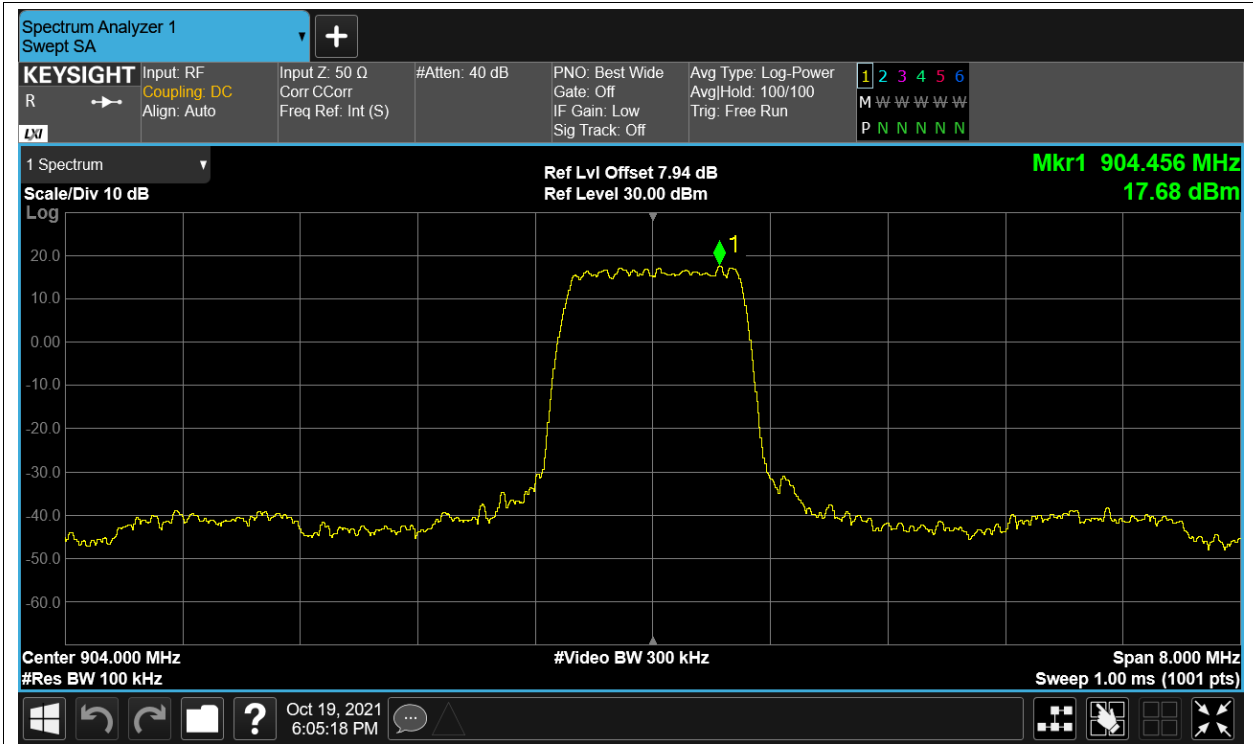 Spectrum Analyzer 1
Swept SA
+
KEYSIGHT
R
LXI
Input: RF
Coupling: DC
Align: Auto
Input Z: 50 Ω
Corr CCorr
Freq Ref: Int (S)
#Atten: 40 dB
PNO: Best Wide
Gate: Off
IF Gain: Low
Sig Track: Off
Avg Type: Log-Power
Avg|Hold: 100/100
Trig: Free Run
1 2 3 4 5 6
M W W W W W
P N N N N N
1 Spectrum
Scale/Div 10 dB
Log
Ref Lvl Offset 7.94 dB
Ref Level 30.00 dBm
Mkr1 904.456 MHz
17.68 dBm
1
20.0
10.0
0.00
-10.0
-20.0
-30.0
-40.0
-50.0
-60.0
Center 904.000 MHz
#Res BW 100 kHz
#Video BW 300 kHz
Span 8.000 MHz
Sweep 1.00 ms (1001 pts)
?
Oct 19, 2021
6:05:18 PM